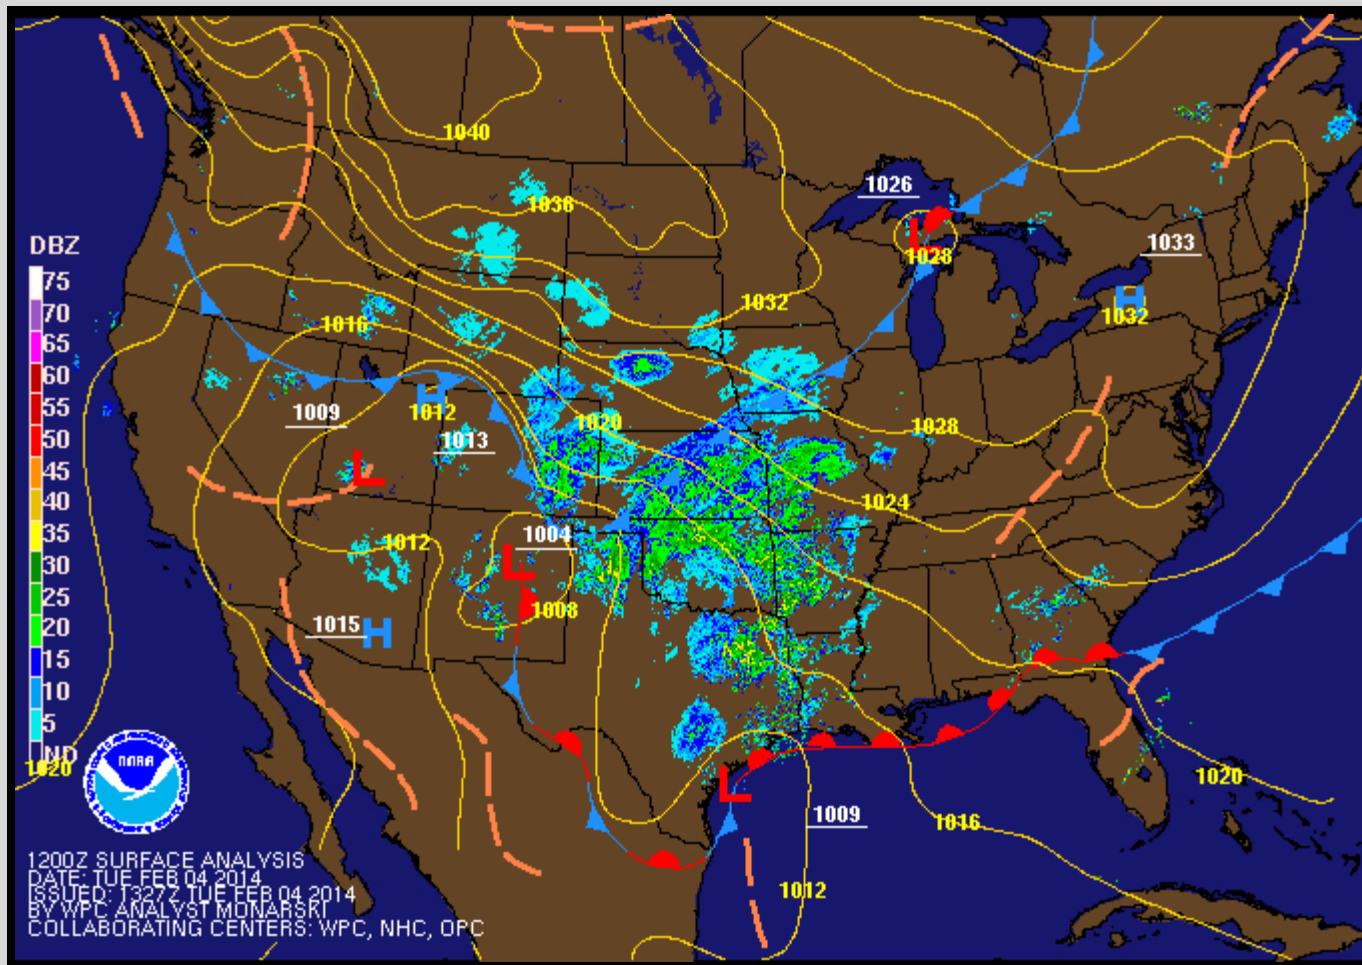 1040
1026
1036
1033
1028
DBZ
75
70
65
60
55
50
45
40
35
30
25
20
15
10
5
ND
1032
1032
1016
1009
1012
1020
1013
1028
1024
1004
1012
1008
1015
H
H
H
L
L
L
L
NOAA
1020
1020
1009
1016
1012
1200Z SURFACE ANALYSIS
DATE: TUE FEB 04 2014
ISSUED: 1327Z TUE FEB 04 2014
BY WPC ANALYST MONARSKI
COLLABORATING CENTERS: WPC, NHC, OPC